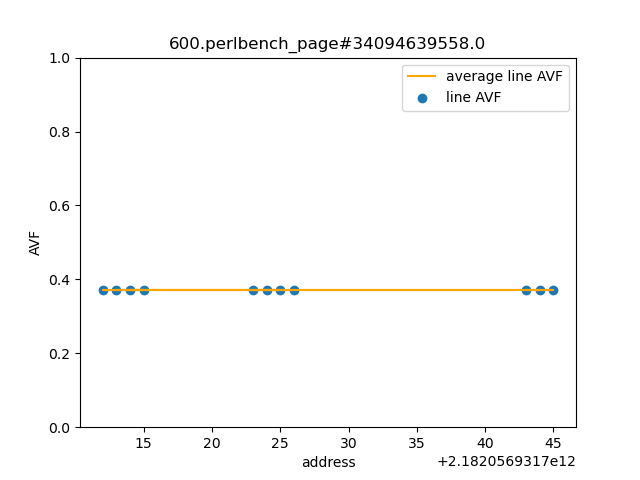 600.perlbench_page#34094639558.0
1.0
0.8
0.6
0.4
0.2
0.0
AVF
average line AVF
line AVF
15
20
25
30
35
40
45
address
+2.1820569317e12